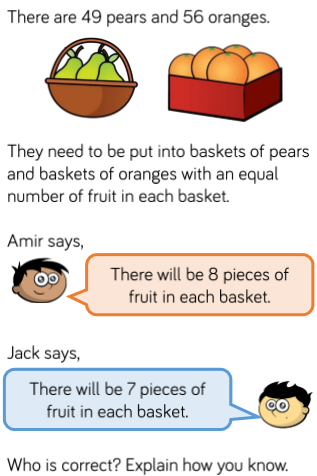 There are 49 pears and 56 oranges.
They need to be put into baskets of pears
and baskets of oranges with an equal
number of fruit in each basket.
Amir says,
There will be 8 pieces of
fruit in each basket.
Jack says,
There will be 7 pieces of
fruit in each basket.
Who is correct? Explain how you know.